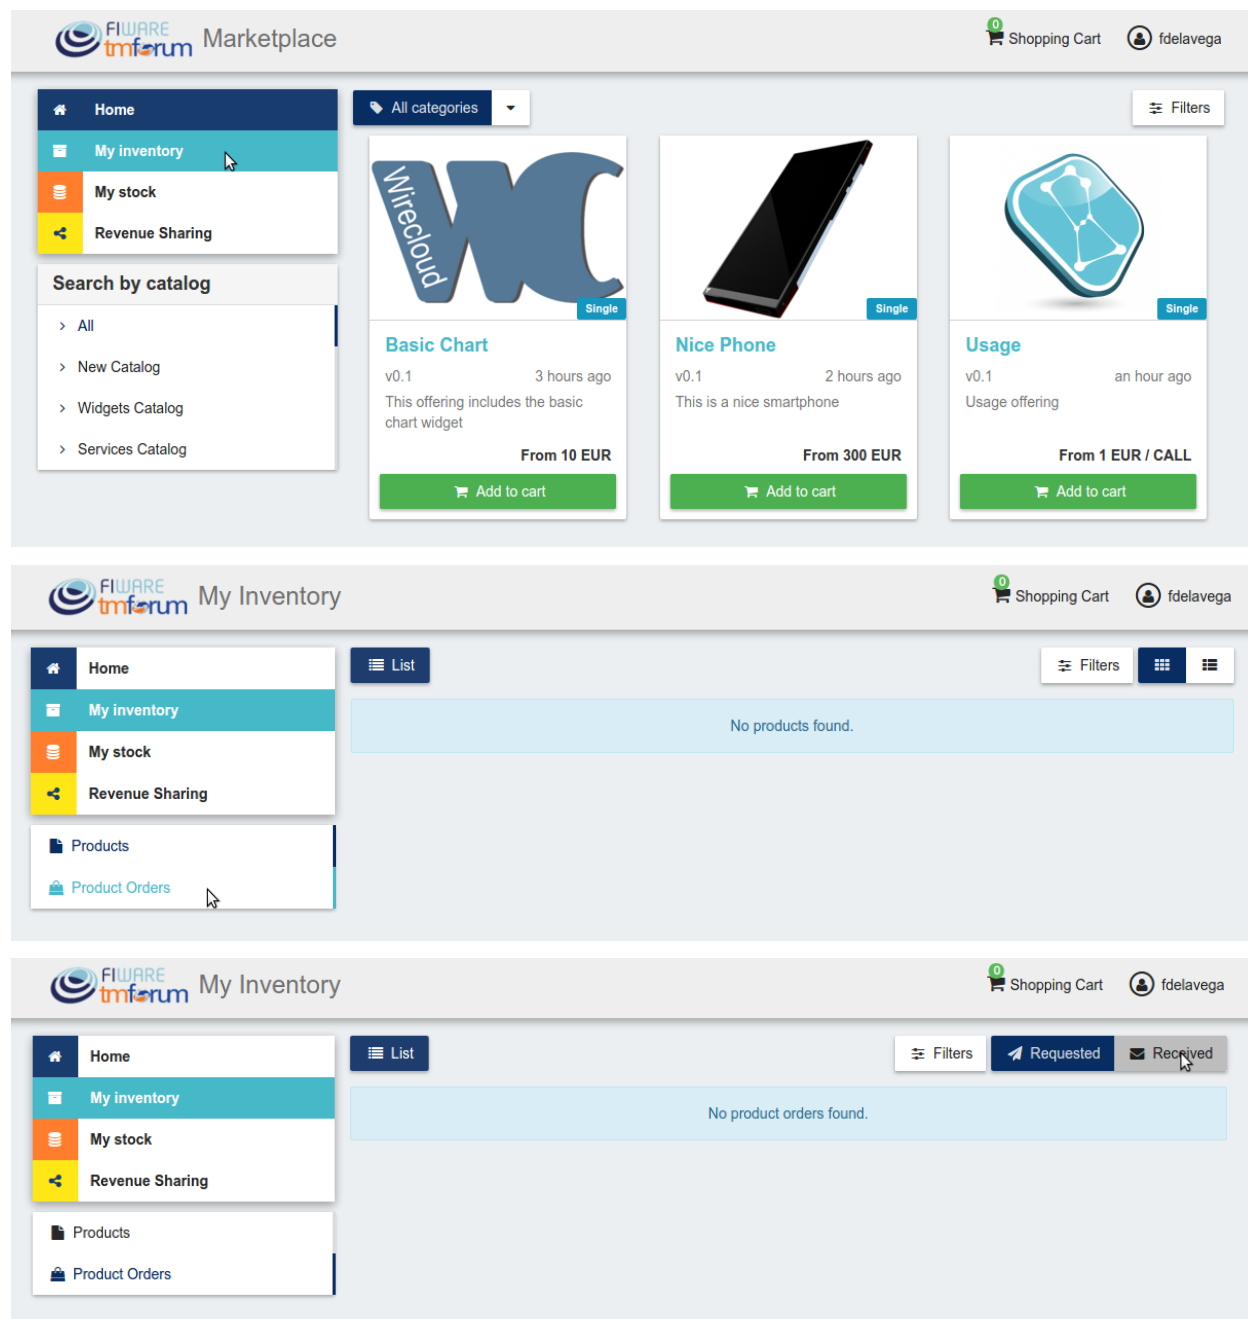 FIWARE
tmforum
Marketplace
0
Shopping Cart
fdelavega
Home
My inventory
My stock
Revenue Sharing
Search by catalog
All
New Catalog
Widgets Catalog
Services Catalog
All categories
Filters
Wirecloud
WC
Single
Basic Chart
v0.1 3 hours ago
This offering includes the basic
chart widget
From 10 EUR
Add to cart
Single
Nice Phone
v0.1 2 hours ago
This is a nice smartphone
From 300 EUR
Add to cart
Single
Usage
v0.1 an hour ago
Usage offering
From 1 EUR / CALL
Add to cart
FIWARE
tmforum
My Inventory
0
Shopping Cart
fdelavega
Home
My inventory
My stock
Revenue Sharing
Products
Product Orders
List
Filters
No products found.
FIWARE
tmforum
My Inventory
0
Shopping Cart
fdelavega
Home
My inventory
My stock
Revenue Sharing
Products
Product Orders
List
Filters
Requested
Received
No product orders found.